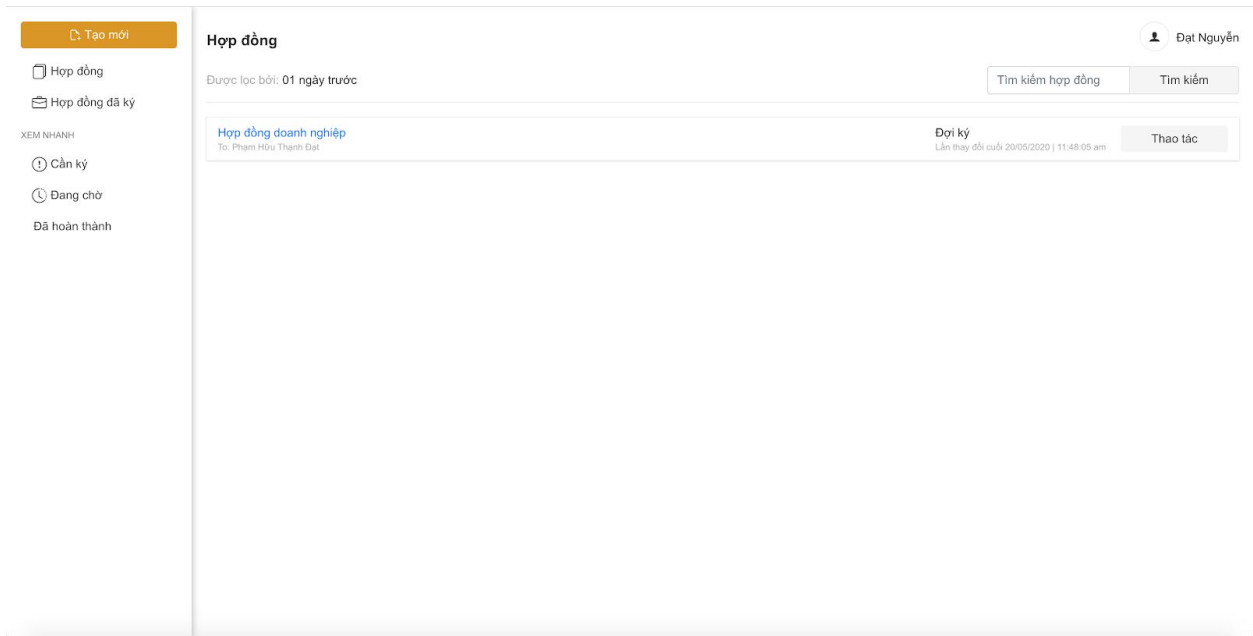 Tạo mới
Hợp đồng
Hợp đồng đã ký
XEM NHANH
Cần ký
Đang chờ
Đã hoàn thành
Hợp đồng
Đạt Nguyễn
Được lọc bởi: 01 ngày trước
Tìm kiếm hợp đồng
Tìm kiếm
Hợp đồng doanh nghiệp
To: Phạm Hữu Thạnh Đạt
Đợi ký
Lần thay đổi cuối 20/05/2020 | 11:48:05 am
Thao tác